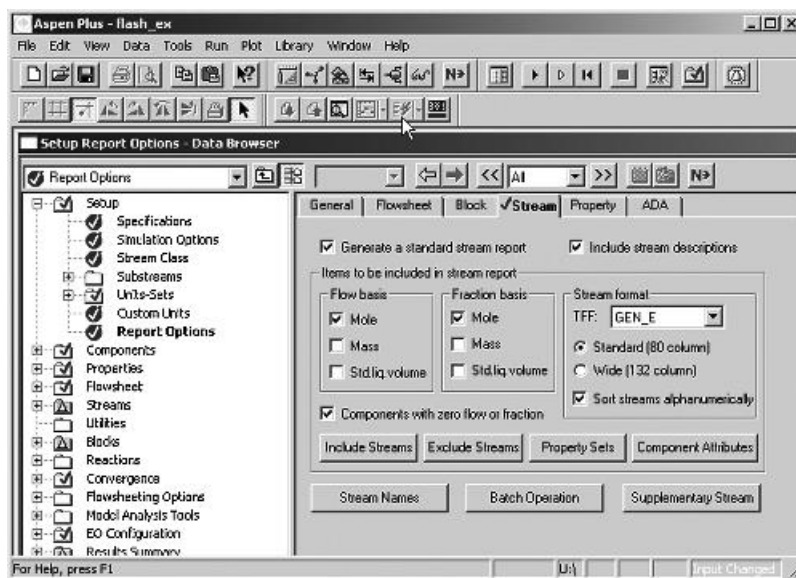 Aspen Plus - flash_ex
File Edit View Data Tools Run Plot Library Window Help
N>
Setup Report Options - Data Browser
Report Options
<< All >> N>
Setup
Specifications
Simulation Options
Stream Class
Substreams
Units-Sets
Custom Units
Report Options
Components
Properties
Flowsheet
Streams
Utilities
Blocks
Reactions
Convergence
Flowsheeting Options
Model Analysis Tools
EO Configuration
Results Summary
General Flowsheet Block Stream Property ADA
Generate a standard stream report Include stream descriptions
Items to be included in stream report
Flow basis Fraction basis Stream format
Mole Mole TFF: GEN_E
Mass Mass Standard (80 column)
Std.liq.volume Std.liq.volume Wide (132 column)
Sort streams alphanumerically
Components with zero flow or fraction
Include Streams Exclude Streams Property Sets Component Attributes
Stream Names Batch Operation Supplementary Stream
For Help, press F1 U:\ Input Changed